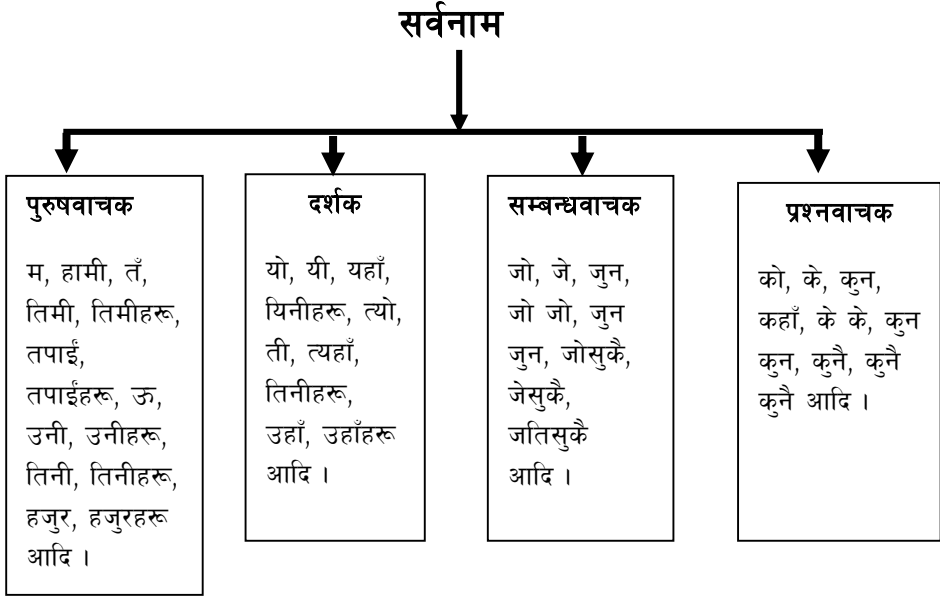 सर्वनाम
पुरुषवाचक
म, हामी, तँ,
तिमी, तिमीहरू,
तपाईं,
तपाईंहरू, ऊ,
उनी, उनीहरू,
तिनी, तिनीहरू,
हजुर, हजुरहरू
आदि ।
दर्शक
यो, यी, यहाँ,
यिनीहरू, त्यो,
ती, त्यहाँ,
तिनीहरू,
उहाँ, उहाँहरू
आदि ।
सम्बन्धवाचक
जो, जे, जुन,
जो जो, जुन
जुन, जोसुकै,
जेसुकै,
जतिसुकै
आदि ।
प्रश्नवाचक
को, के, कुन,
कहाँ, के के, कुन
कुन, कुनै, कुनै
कुनै आदि ।